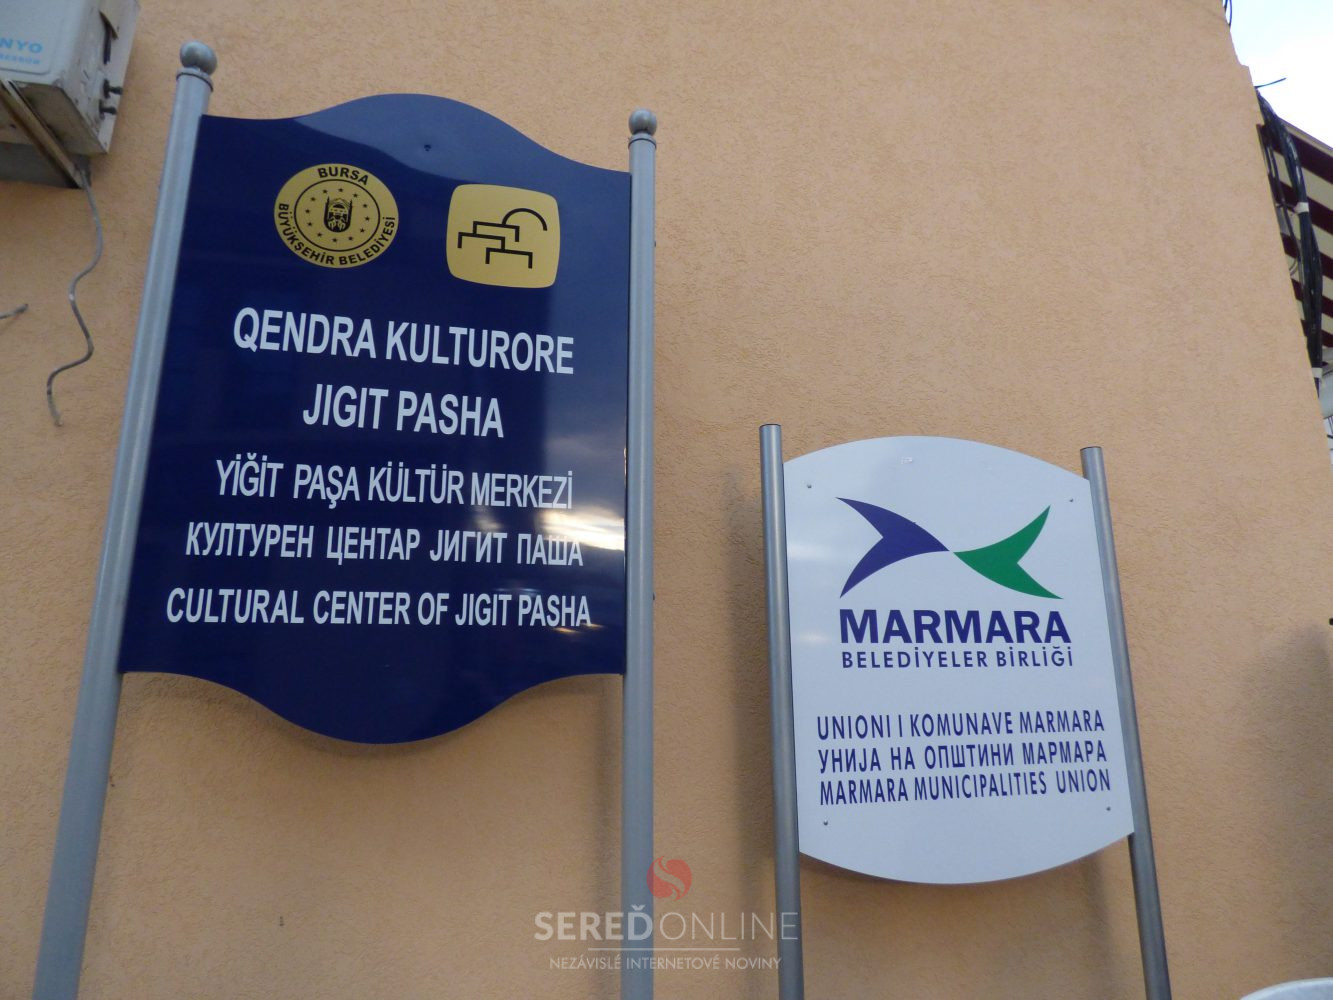 NYO
BURSA
BÜYÜKŞEHİR BELEDİYESİ
QENDRA KULTURORE
JIGIT PASHA
YİĞİT PAŞA KÜLTÜR MERKEZİ
КУЛТУРЕН ЦЕНТАР ЈИГИТ ПАША
CULTURAL CENTER OF JIGIT PASHA
MARMARA
BELEDİYELER BİRLİĞİ
UNIONI I KOMUNAVE MARMARA
УНИЈА НА ОПШТИНИ МАРМАРА
MARMARA MUNICIPALITIES UNION
SEREĎONLINE
NEZÁVISLÉ INTERNETOVÉ NOVINY